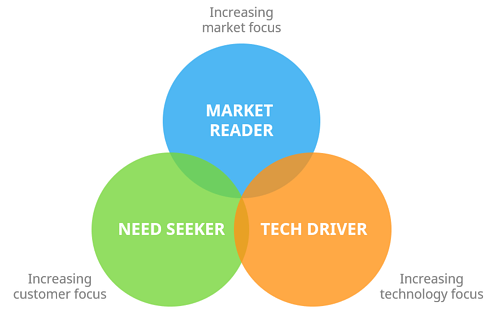 Increasing
market focus
MARKET
READER
NEED SEEKER
TECH DRIVER
Increasing
customer focus
Increasing
technology focus